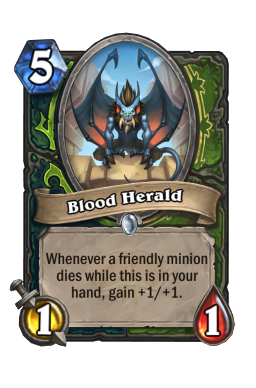 5
Blood Herald
Whenever a friendly minion
dies while this is in your
hand, gain +1/+1.
1 1